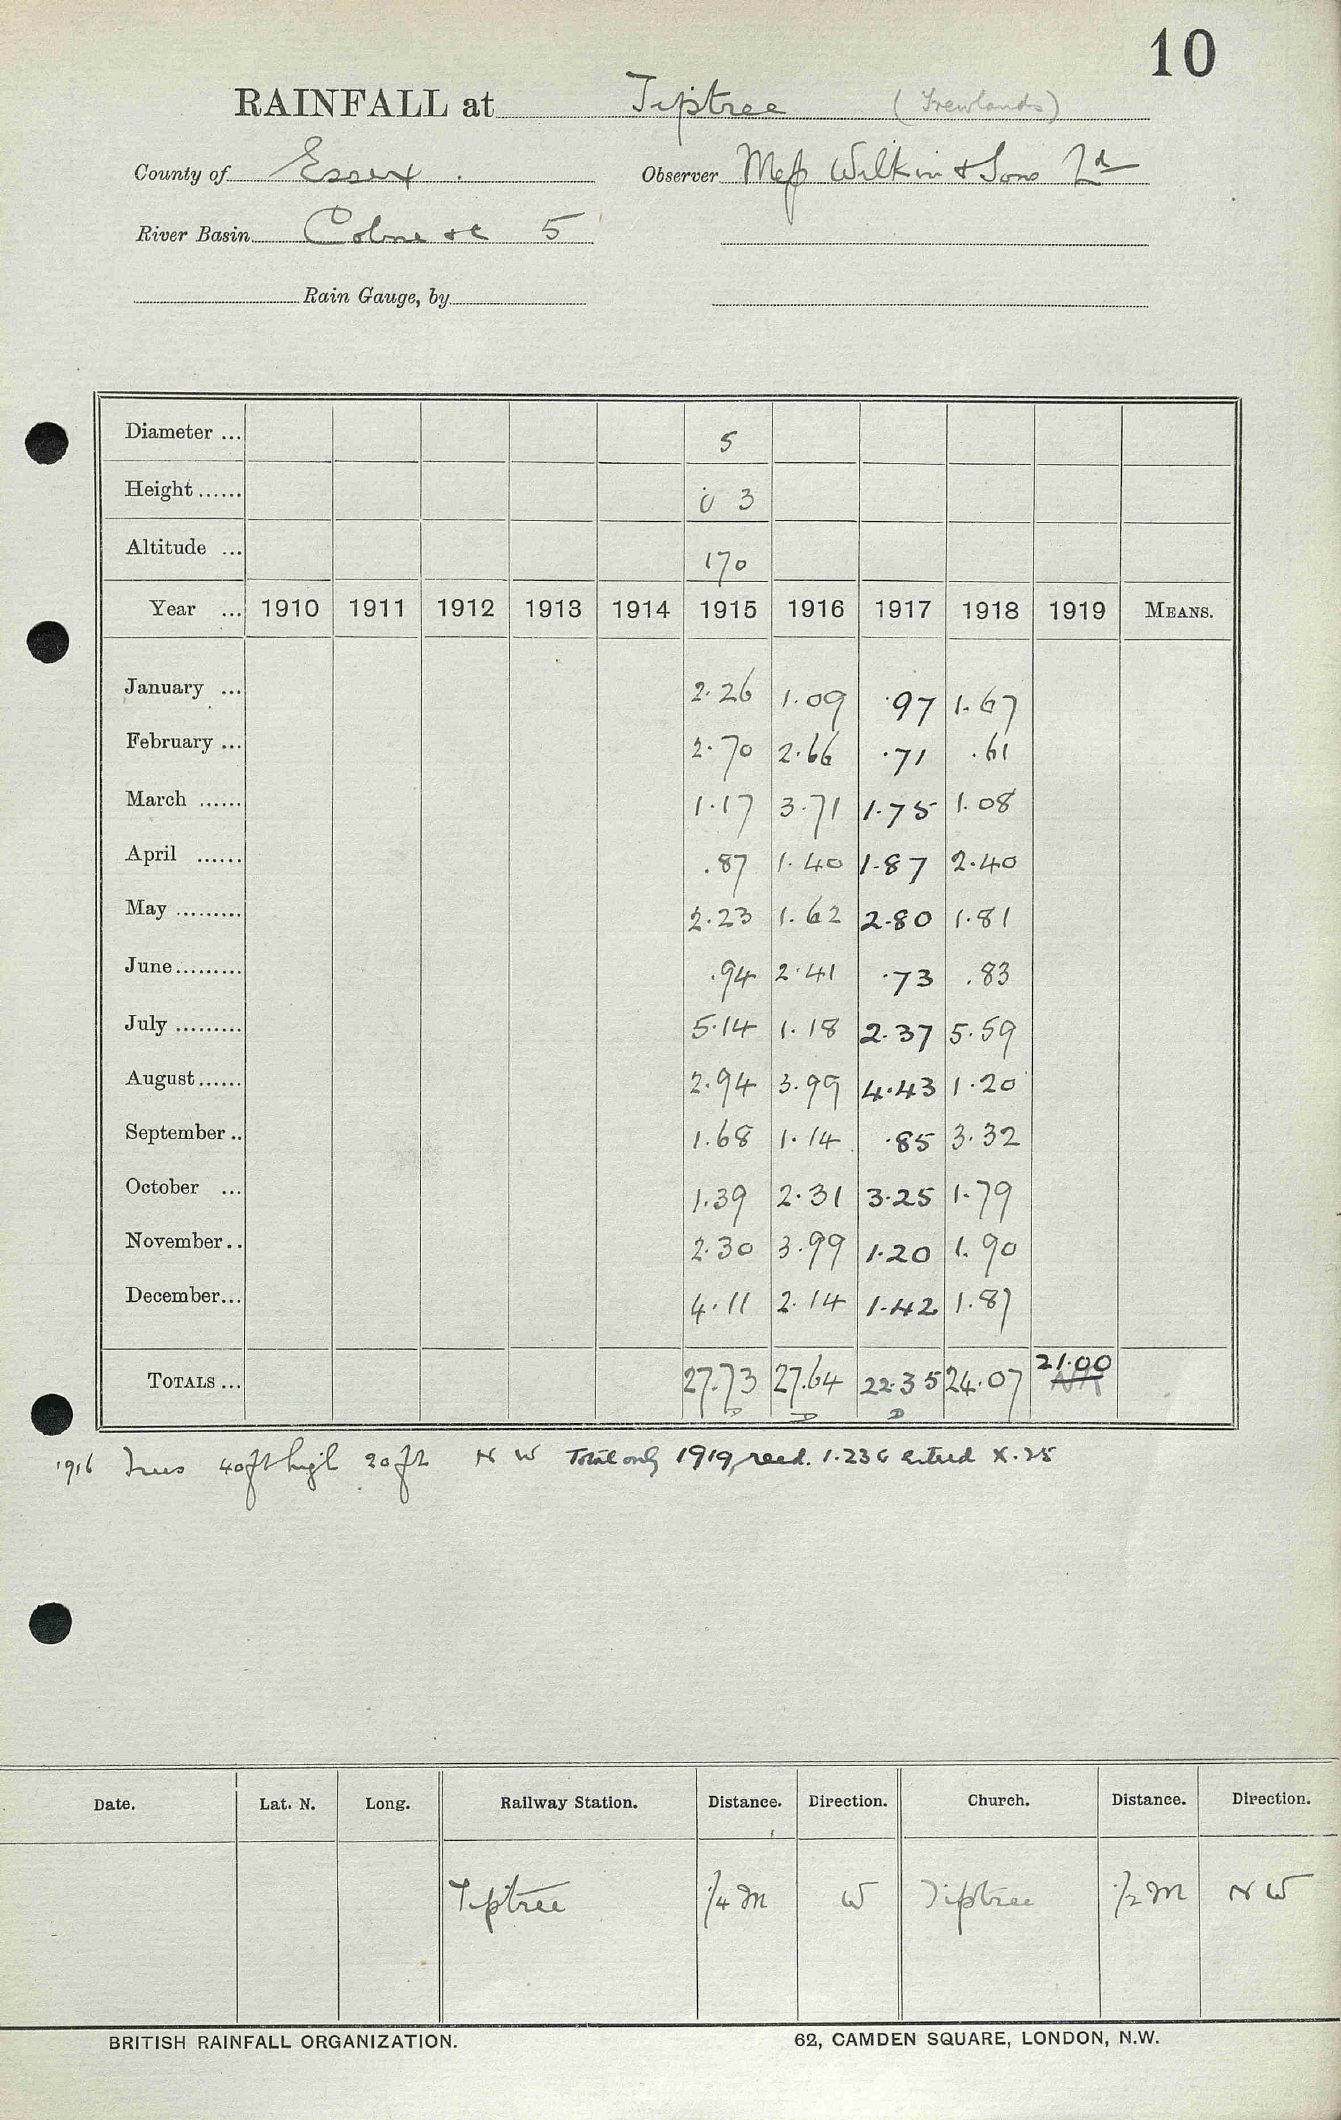 10
RAINFALL at Tiptree (Trewlands)
County of Essex. Observer Mess Wilkin & Sons Ld
River Basin Colne &c 5
Rain Gauge, by
Diameter ... 5
Height ...... 0 3
Altitude ... 170
Year ... 1910 1911 1912 1913 1914 1915 1916 1917 1918 1919 MEANS.
January ... 2.26 1.09 .97 1.67
February ... 2.70 2.66 .71 .61
March ...... 1.17 3.71 1.75 1.08
April ...... .87 1.40 1.87 2.40
May ......... 2.23 1.62 2.80 1.81
June ......... .94 2.41 .73 .83
July ......... 5.14 1.18 2.37 5.59
August ...... 2.94 3.99 4.43 1.20
September .. 1.68 1.14 .85 3.32
October ... 1.39 2.31 3.25 1.79
November .. 2.30 3.99 1.20 1.90
December... 4.11 2.14 1.42 1.87
21.00
TOTALS ... 27.73 27.64 22.35 24.07 NR
D D D
1916 Trees 40ft high 20ft N W Total only 1919, recd. 1.23 & entered X.25
Date. Lat. N. Long. Railway Station. Distance. Direction. Church. Distance. Direction.
Tiptree 1/4 m W Tiptree 1/2 m N W
BRITISH RAINFALL ORGANIZATION. 62, CAMDEN SQUARE, LONDON, N.W.